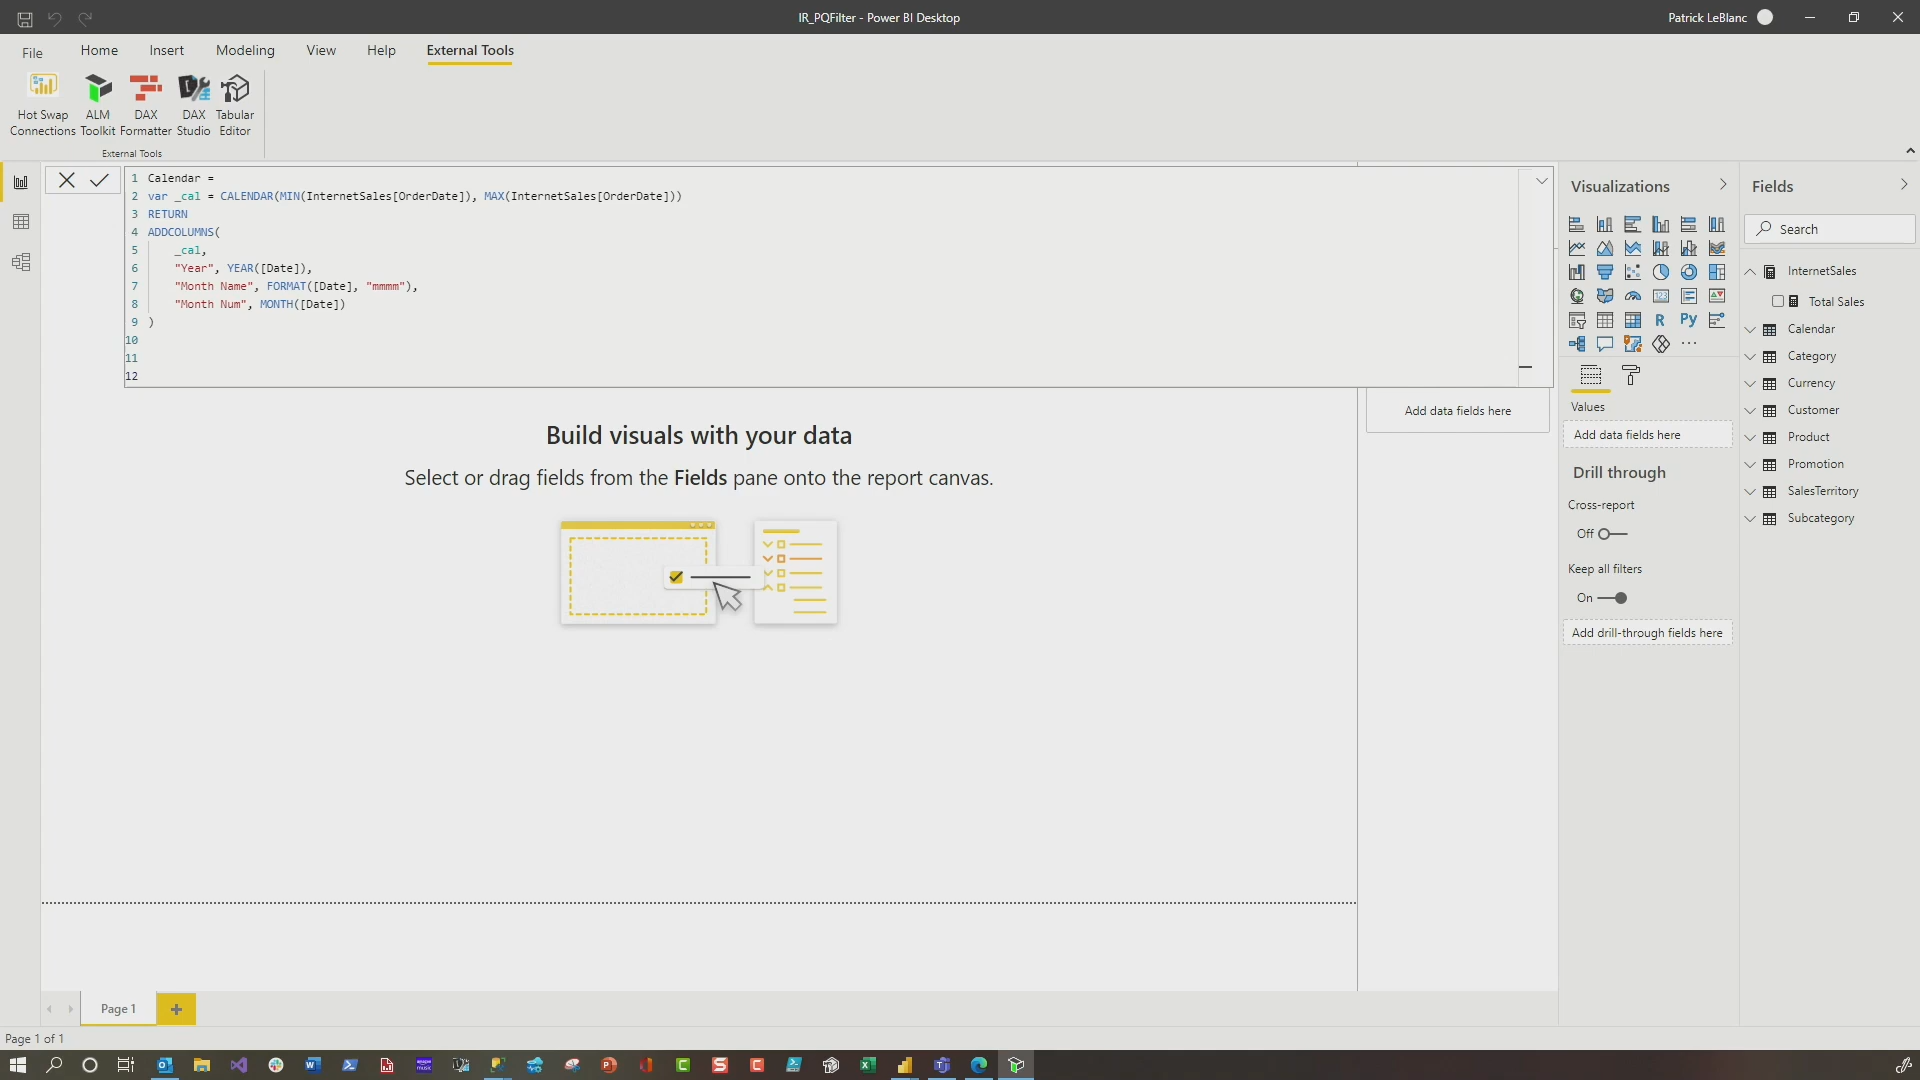 IR_PQFilter - Power BI Desktop
Patrick LeBlanc
File
Home
Insert
Modeling
View
Help
External Tools
Hot Swap Connections
ALM Toolkit
DAX Formatter
DAX Studio
Tabular Editor
External Tools
1 Calendar =
2 var _cal = CALENDAR(MIN(InternetSales[OrderDate]), MAX(InternetSales[OrderDate]))
3 RETURN
4 ADDCOLUMNS(
5 _cal,
6 "Year", YEAR([Date]),
7 "Month Name", FORMAT([Date], "mmmm"),
8 "Month Num", MONTH([Date])
9 )
10
11
12
Build visuals with your data
Select or drag fields from the Fields pane onto the report canvas.
Add data fields here
Visualizations
R
Py
Values
Add data fields here
Drill through
Cross-report
Off
Keep all filters
On
Add drill-through fields here
Fields
Search
InternetSales
Total Sales
Calendar
Category
Currency
Customer
Product
Promotion
SalesTerritory
Subcategory
Page 1
Page 1 of 1